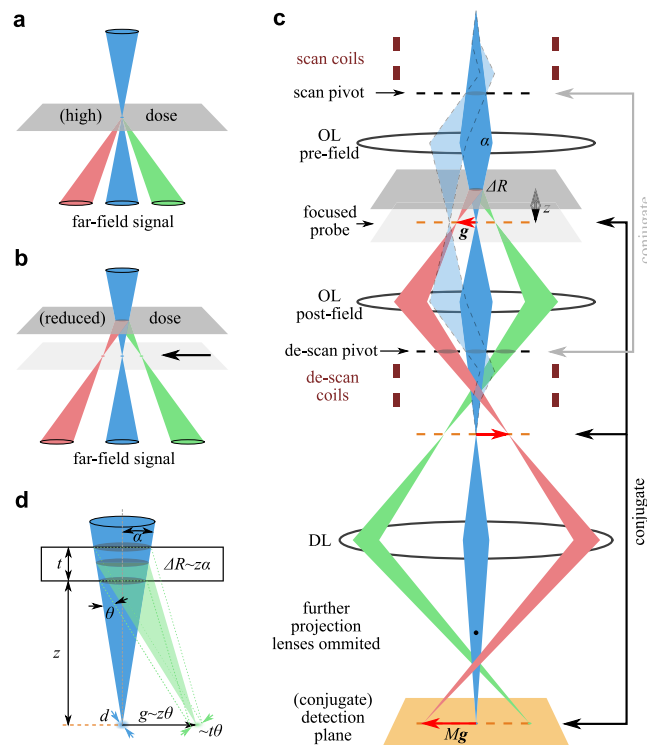 a
(high)
dose
far-field signal
b
(reduced)
dose
far-field signal
c
scan coils
scan pivot
OL
pre-field
α
ΔR
z
focused
probe
g
OL
post-field
de-scan pivot
de-scan
coils
conjugate
conjugate
DL
further
projection
lenses ommited
(conjugate)
detection
plane
Mg
d
α
t
ΔR~zα
θ
z
d
g~zθ
~tθ